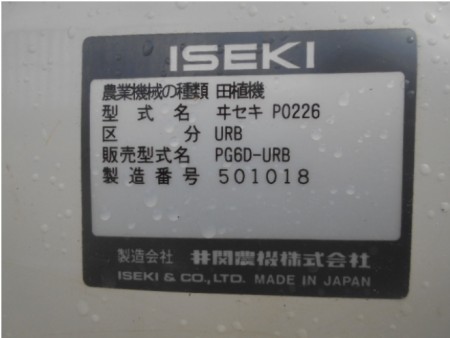 ISEKI
農業機械の種類 田植機
型式名 ヰセキ P0226
区分 URB
販売型式名 PG6D-URB
製造番号 501018
製造会社 井関農機株式会社
ISEKI & CO., LTD. MADE IN JAPAN